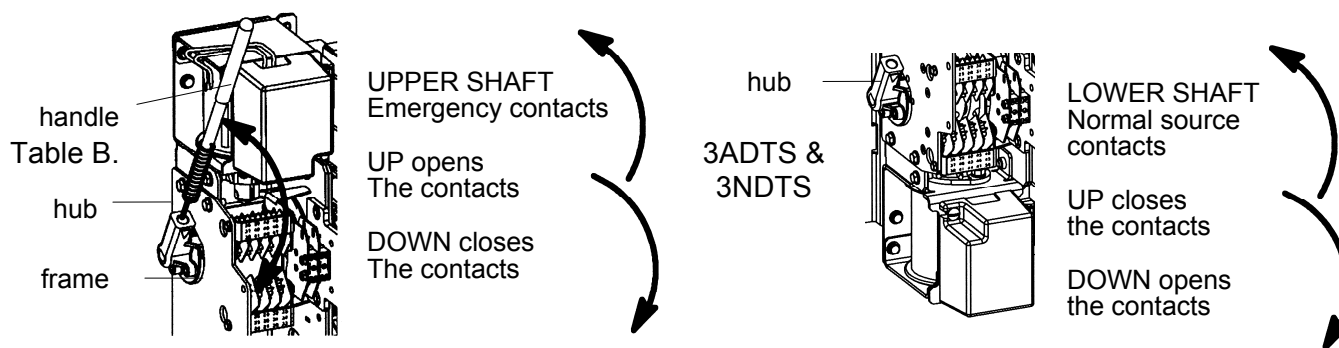 handle
Table B.
hub
frame
UPPER SHAFT
Emergency contacts
UP opens
The contacts
DOWN closes
The contacts
hub
3ADTS &
3NDTS
LOWER SHAFT
Normal source
contacts
UP closes
the contacts
DOWN opens
the contacts